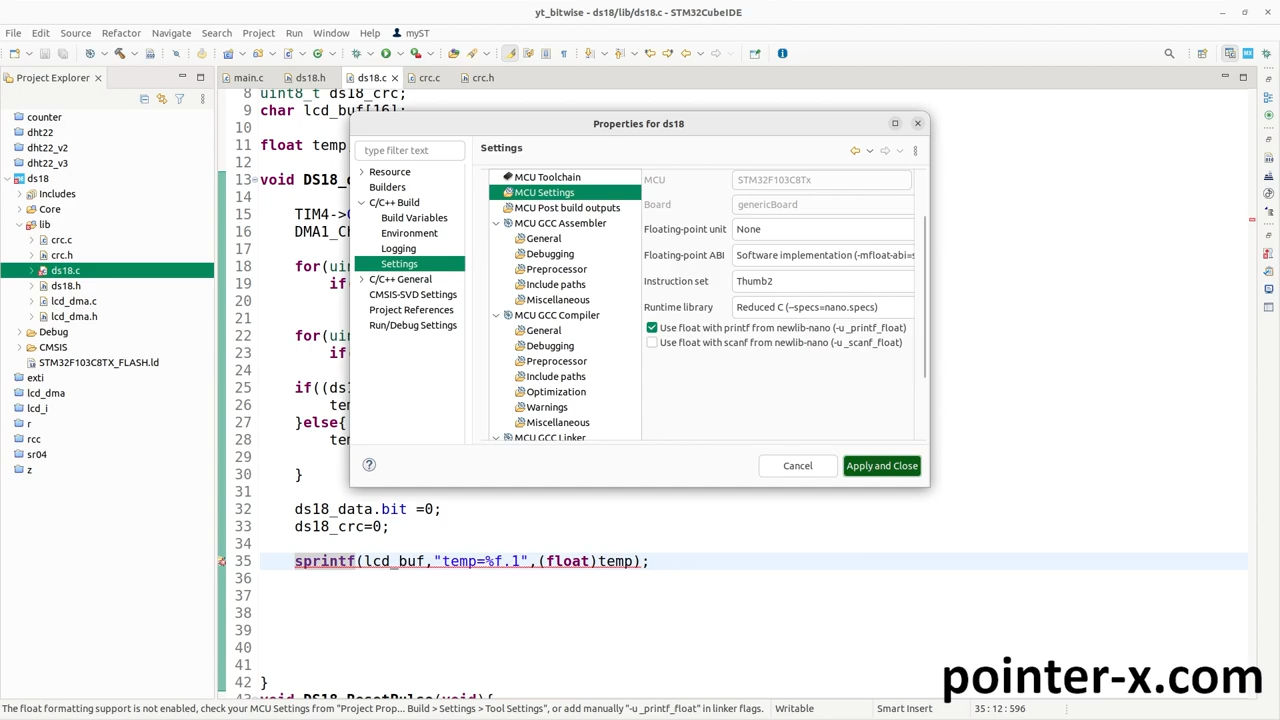 yt_bitwise - ds18/lib/ds18.c - STM32CubeIDE
File Edit Source Refactor Navigate Search Project Run Window Help myST
Project Explorer
main.c ds18.h ds18.c crc.c crc.h
counter
dht22
dht22_v2
dht22_v3
ds18
Includes
Core
lib
crc.c
crc.h
ds18.c
ds18.h
lcd_dma.c
lcd_dma.h
Debug
CMSIS
STM32F103C8TX_FLASH.ld
exti
lcd_dma
lcd_i
r
rcc
sr04
z
8 uint8_t ds18_crc;
9 char lcd_buf[16];
10
11 float temp
12
13 void DS18_
14
15 TIM4->
16 DMA1_Ch
17
18 for(ui
19 if(
20
21
22 for(ui
23 if(
24
25 if((ds1
26 tem
27 }else{
28 tem
29
30 }
31
32 ds18_data.bit =0;
33 ds18_crc=0;
34
35 sprintf(lcd_buf,"temp=%f.1",(float)temp);
36
37
38
39
40
41
42 }
43 void DS18_ResetPulse(void){
Properties for ds18
type filter text
Resource
Builders
C/C++ Build
Build Variables
Environment
Logging
Settings
C/C++ General
CMSIS-SVD Settings
Project References
Run/Debug Settings
Settings
MCU Toolchain
MCU Settings
MCU Post build outputs
MCU GCC Assembler
General
Debugging
Preprocessor
Include paths
Miscellaneous
MCU GCC Compiler
General
Debugging
Preprocessor
Include paths
Optimization
Warnings
Miscellaneous
MCU GCC Linker
MCU STM32F103C8Tx
Board genericBoard
Floating-point unit None
Floating-point ABI Software implementation (-mfloat-abi=s
Instruction set Thumb2
Runtime library Reduced C (--specs=nano.specs)
Use float with printf from newlib-nano (-u _printf_float)
Use float with scanf from newlib-nano (-u _scanf_float)
Cancel Apply and Close
pointer-x.com
The float formatting support is not enabled, check your MCU Settings from "Project Prop... Build > Settings > Tool Settings", or add manually "-u _printf_float" in linker flags. Writable Smart Insert 35 : 12 : 596